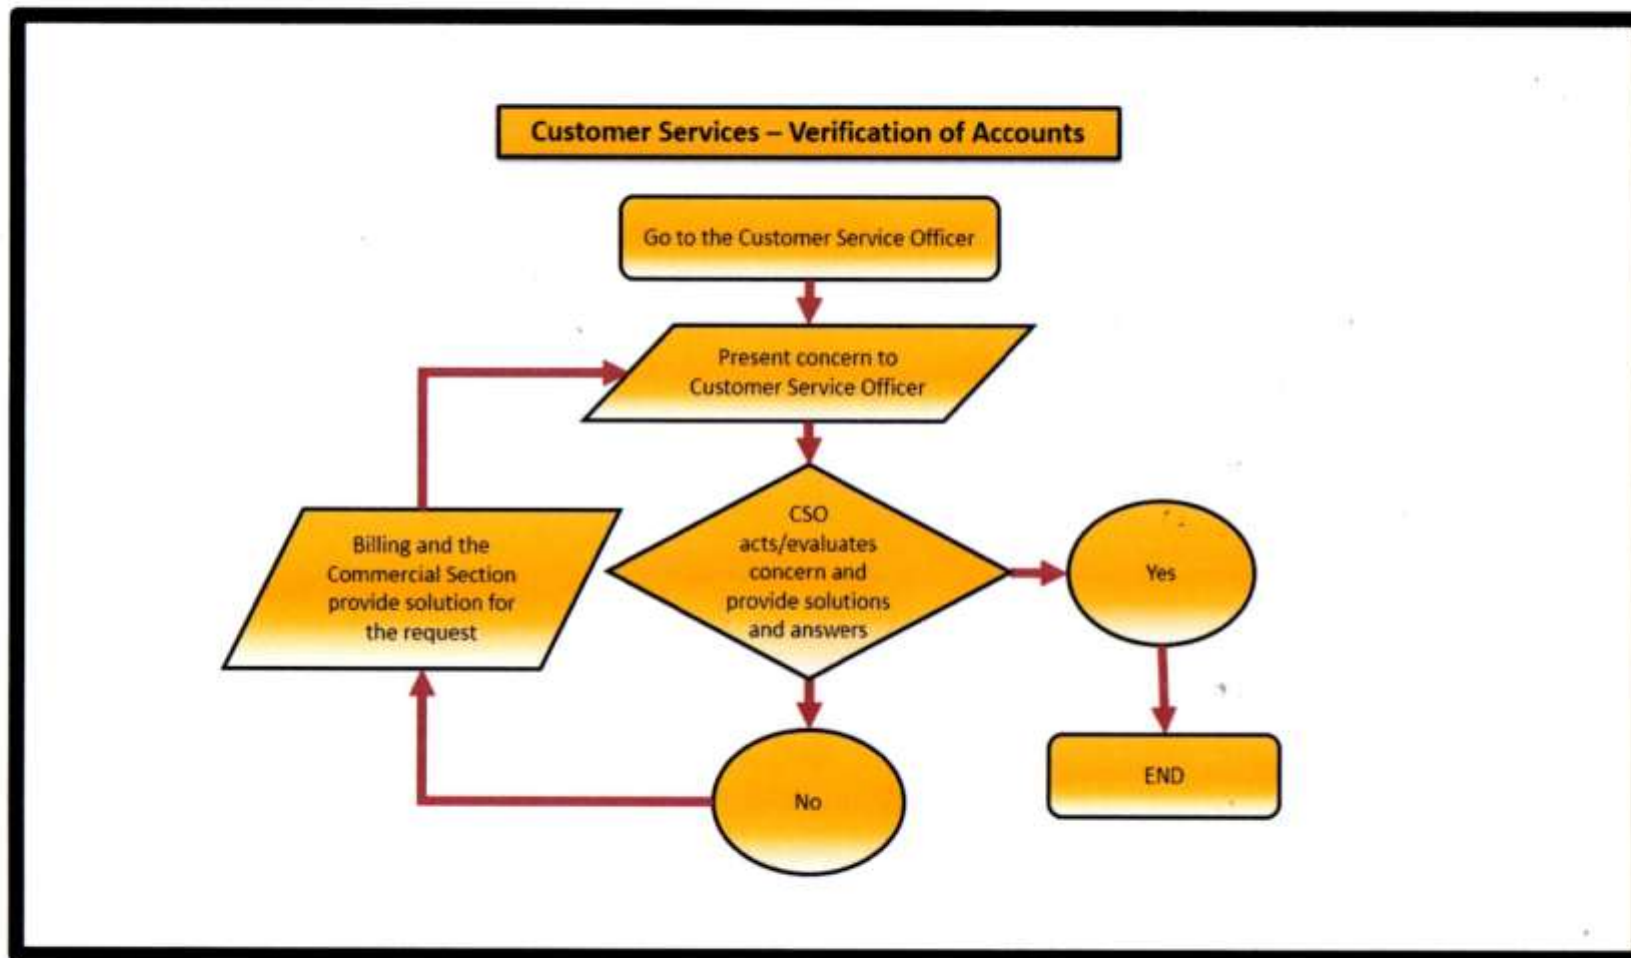 Customer Services – Verification of Accounts
Go to the Customer Service Officer
Present concern to
Customer Service Officer
CSO
acts/evaluates
concern and
provide solutions
and answers
Yes
Billing and the
Commercial Section
provide solution for
the request
No
END